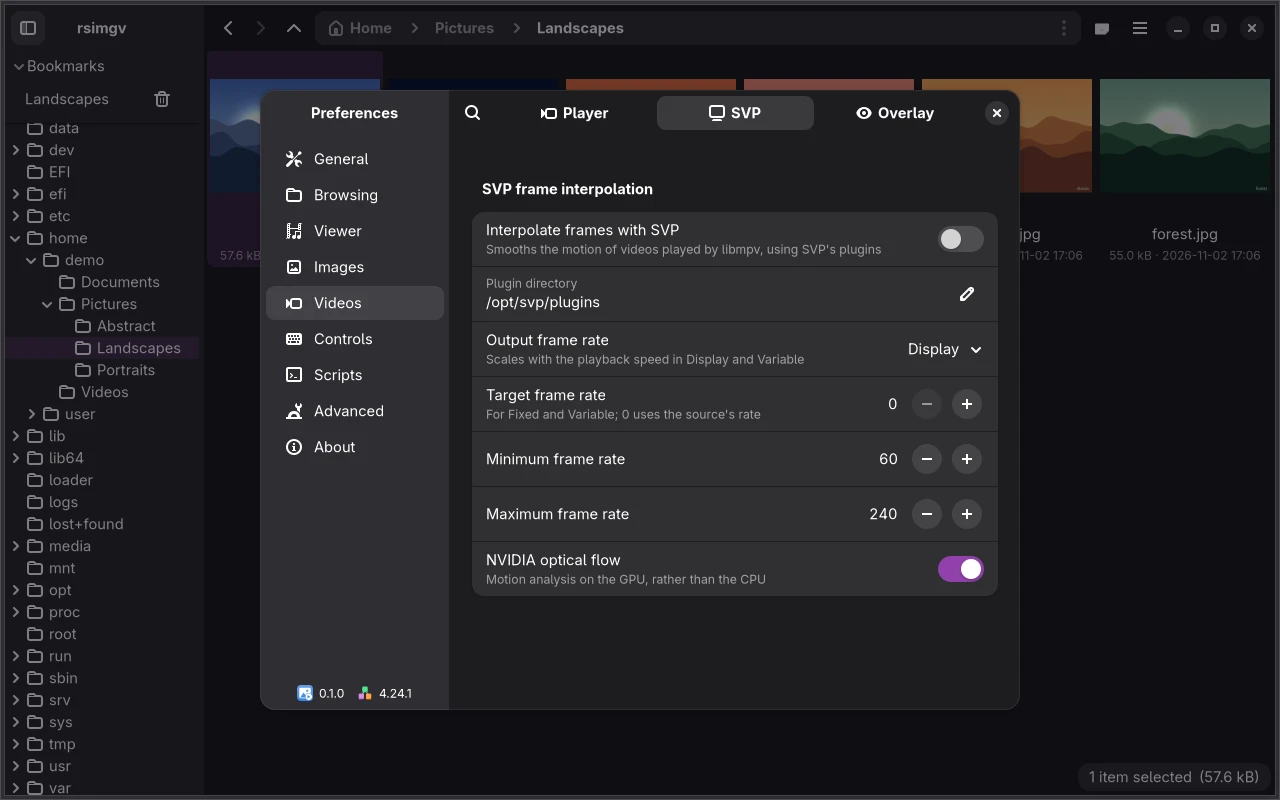 rsimgv
Home
Pictures
Landscapes
Bookmarks
Landscapes
data
dev
EFI
efi
etc
home
demo
Documents
Pictures
Abstract
Landscapes
Portraits
Videos
user
lib
lib64
loader
logs
lost+found
media
mnt
opt
proc
root
run
sbin
srv
sys
tmp
usr
var
57.6 kB
jpg
11-02 17:06
forest.jpg
55.0 kB · 2026-11-02 17:06
Preferences
General
Browsing
Viewer
Images
Videos
Controls
Scripts
Advanced
About
0.1.0
4.24.1
Player
SVP
Overlay
SVP frame interpolation
Interpolate frames with SVP
Smooths the motion of videos played by libmpv, using SVP's plugins
Plugin directory
/opt/svp/plugins
Output frame rate
Scales with the playback speed in Display and Variable
Display
Target frame rate
For Fixed and Variable; 0 uses the source's rate
0
Minimum frame rate
60
Maximum frame rate
240
NVIDIA optical flow
Motion analysis on the GPU, rather than the CPU
1 item selected (57.6 kB)